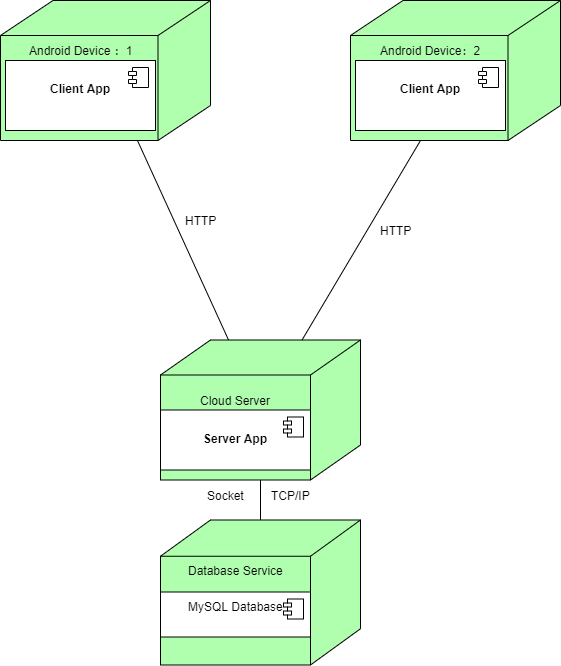 Android Device ：1
Client App
Android Device：2
Client App
HTTP
HTTP
Cloud Server
Server App
Socket
TCP/IP
Database Service
MySQL Database